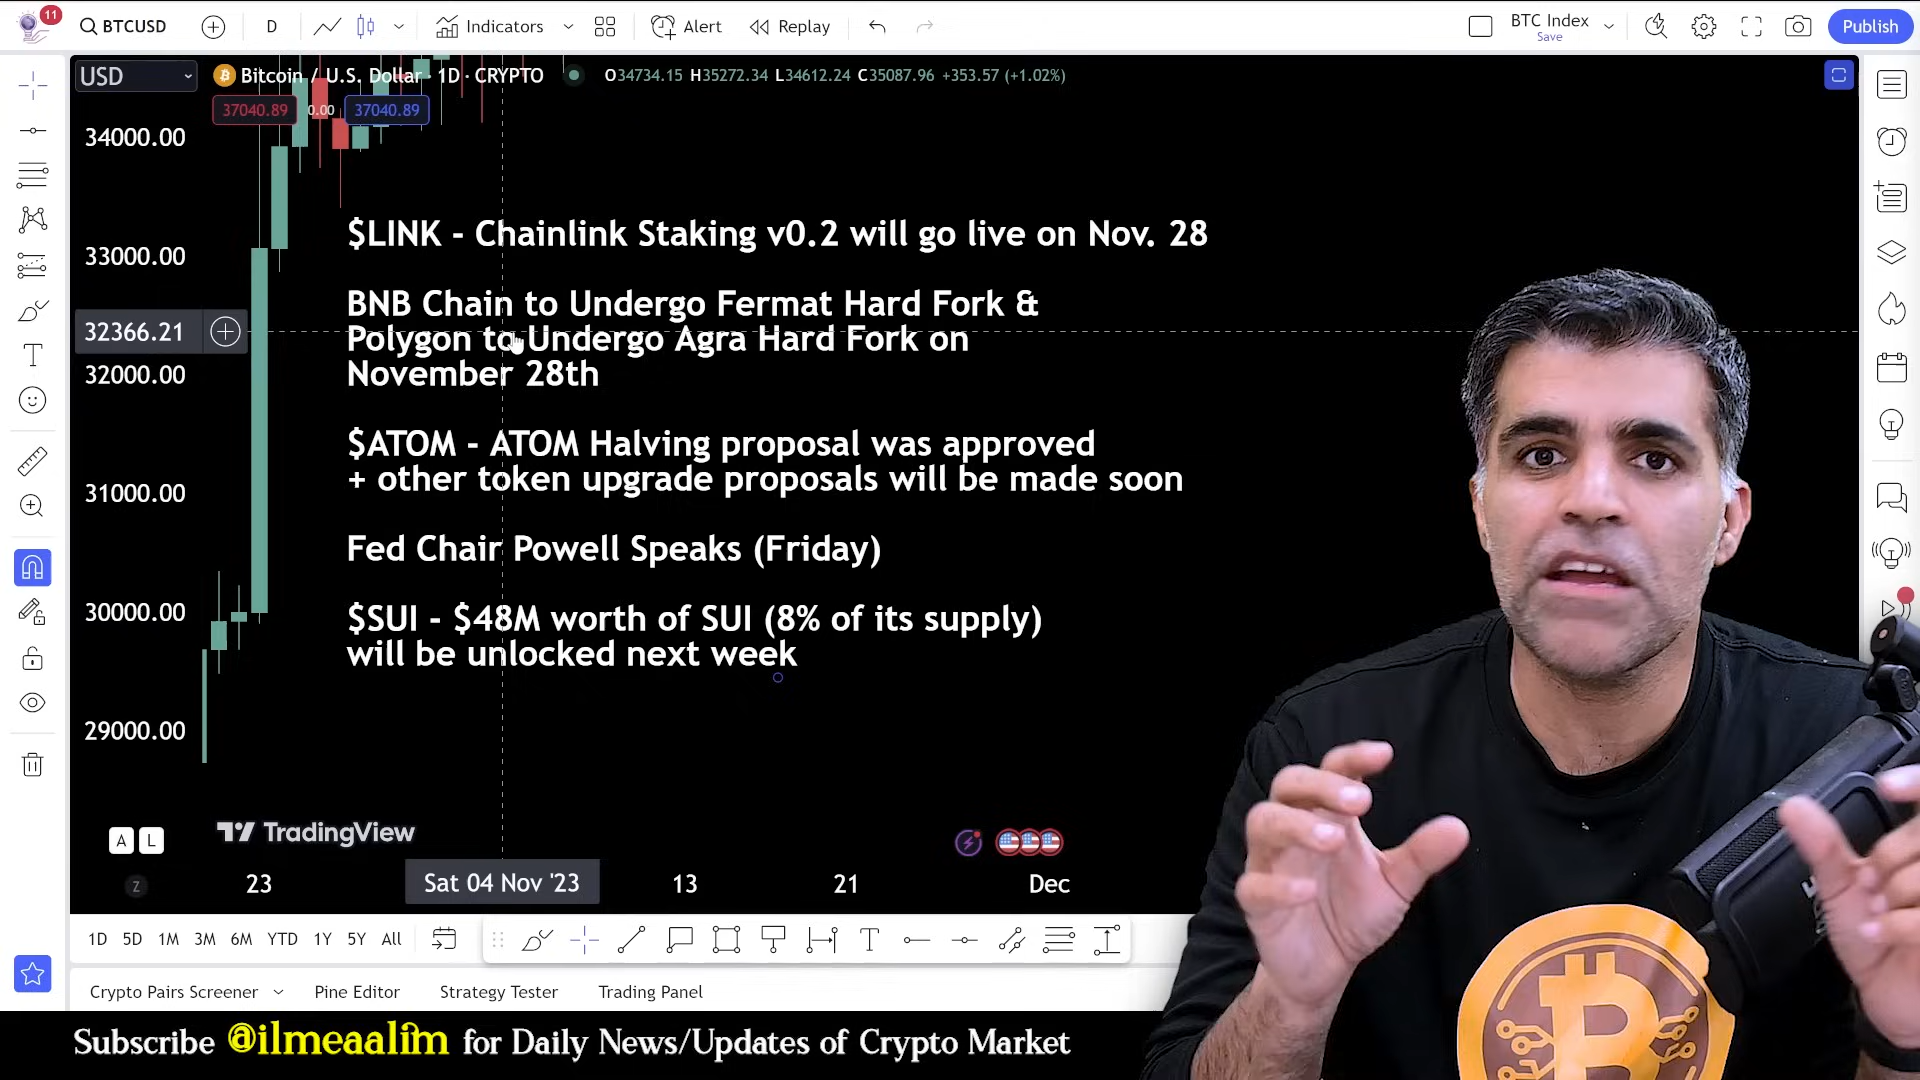 11
BTCUSD
D
Indicators
Alert
Replay
BTC Index
Save
Publish
USD
Bitcoin / U.S. Dollar · 1D · CRYPTO
O34734.15 H35272.34 L34612.24 C35087.96 +353.57 (+1.02%)
37040.89
0.00
37040.89
34000.00
33000.00
32366.21
32000.00
31000.00
30000.00
29000.00
$LINK - Chainlink Staking v0.2 will go live on Nov. 28
BNB Chain to Undergo Fermat Hard Fork &
Polygon to Undergo Agra Hard Fork on
November 28th
$ATOM - ATOM Halving proposal was approved
+ other token upgrade proposals will be made soon
Fed Chair Powell Speaks (Friday)
$SUI - $48M worth of SUI (8% of its supply)
will be unlocked next week
A L
TradingView
Z
23
Sat 04 Nov '23
13
21
Dec
1D 5D 1M 3M 6M YTD 1Y 5Y All
T
Crypto Pairs Screener
Pine Editor
Strategy Tester
Trading Panel
Subscribe @ilmeaalim for Daily News/Updates of Crypto Market